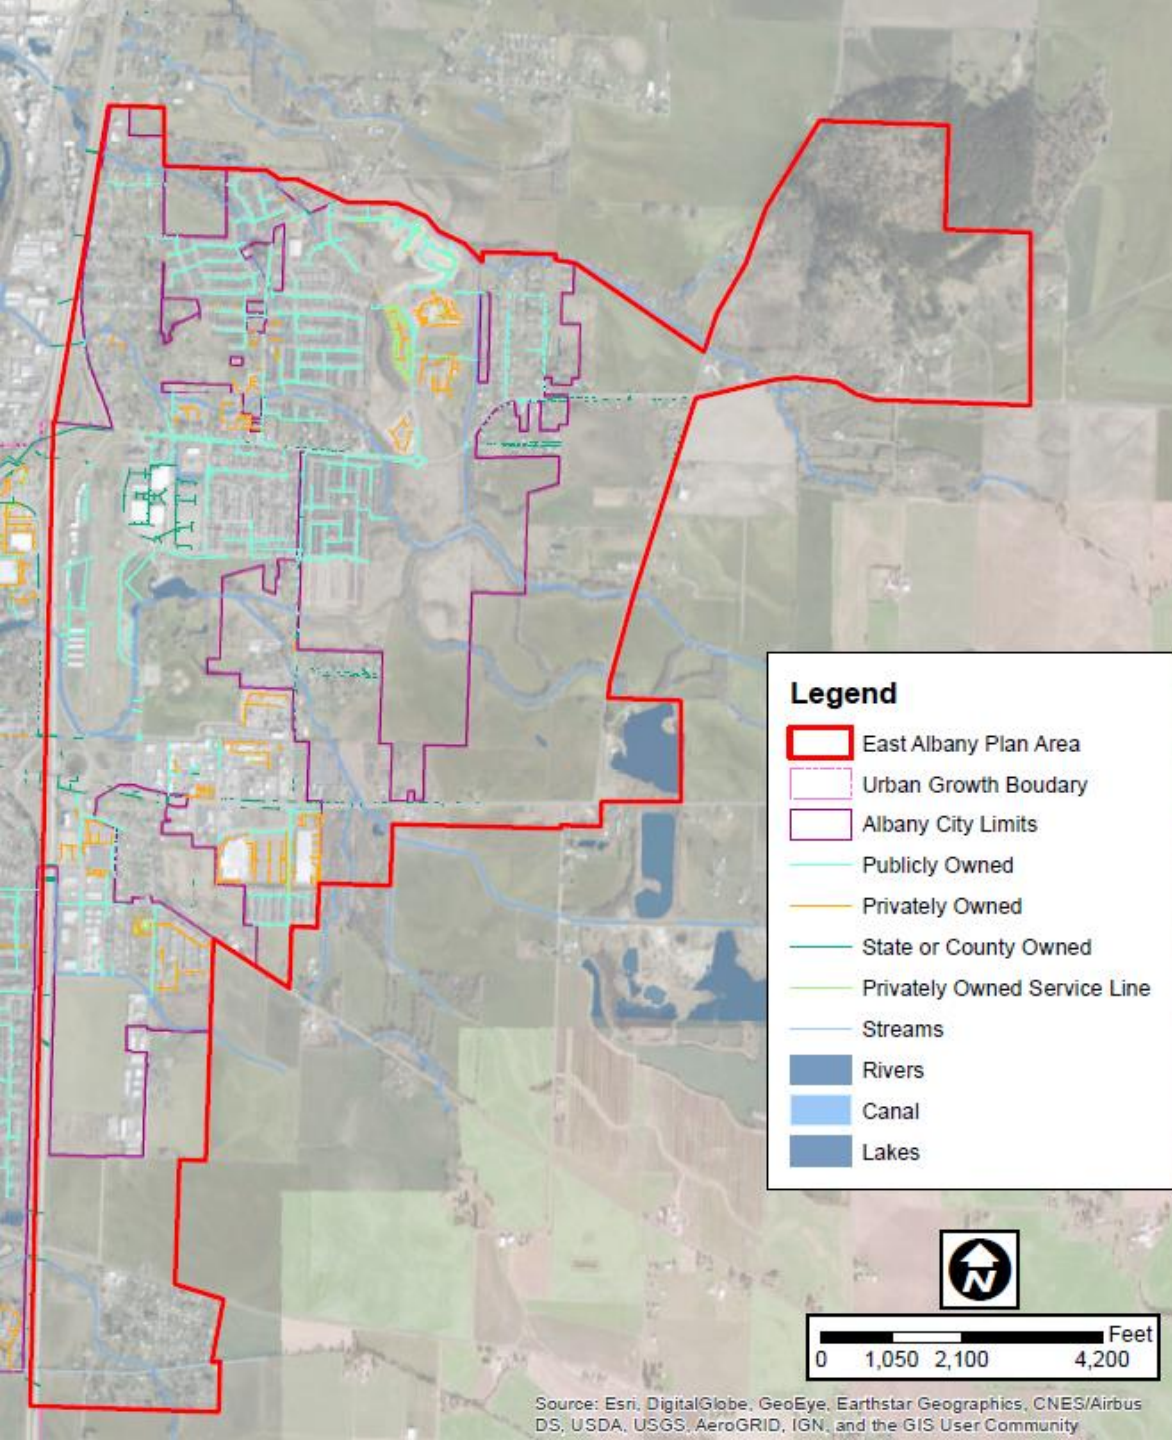 Legend
East Albany Plan Area
Urban Growth Boudary
Albany City Limits
Publicly Owned
Privately Owned
State or County Owned
Privately Owned Service Line
Streams
Rivers
Canal
Lakes
N
Feet
0 1,050 2,100 4,200
Source: Esri, DigitalGlobe, GeoEye, Earthstar Geographics, CNES/Airbus
DS, USDA, USGS, AeroGRID, IGN, and the GIS User Community